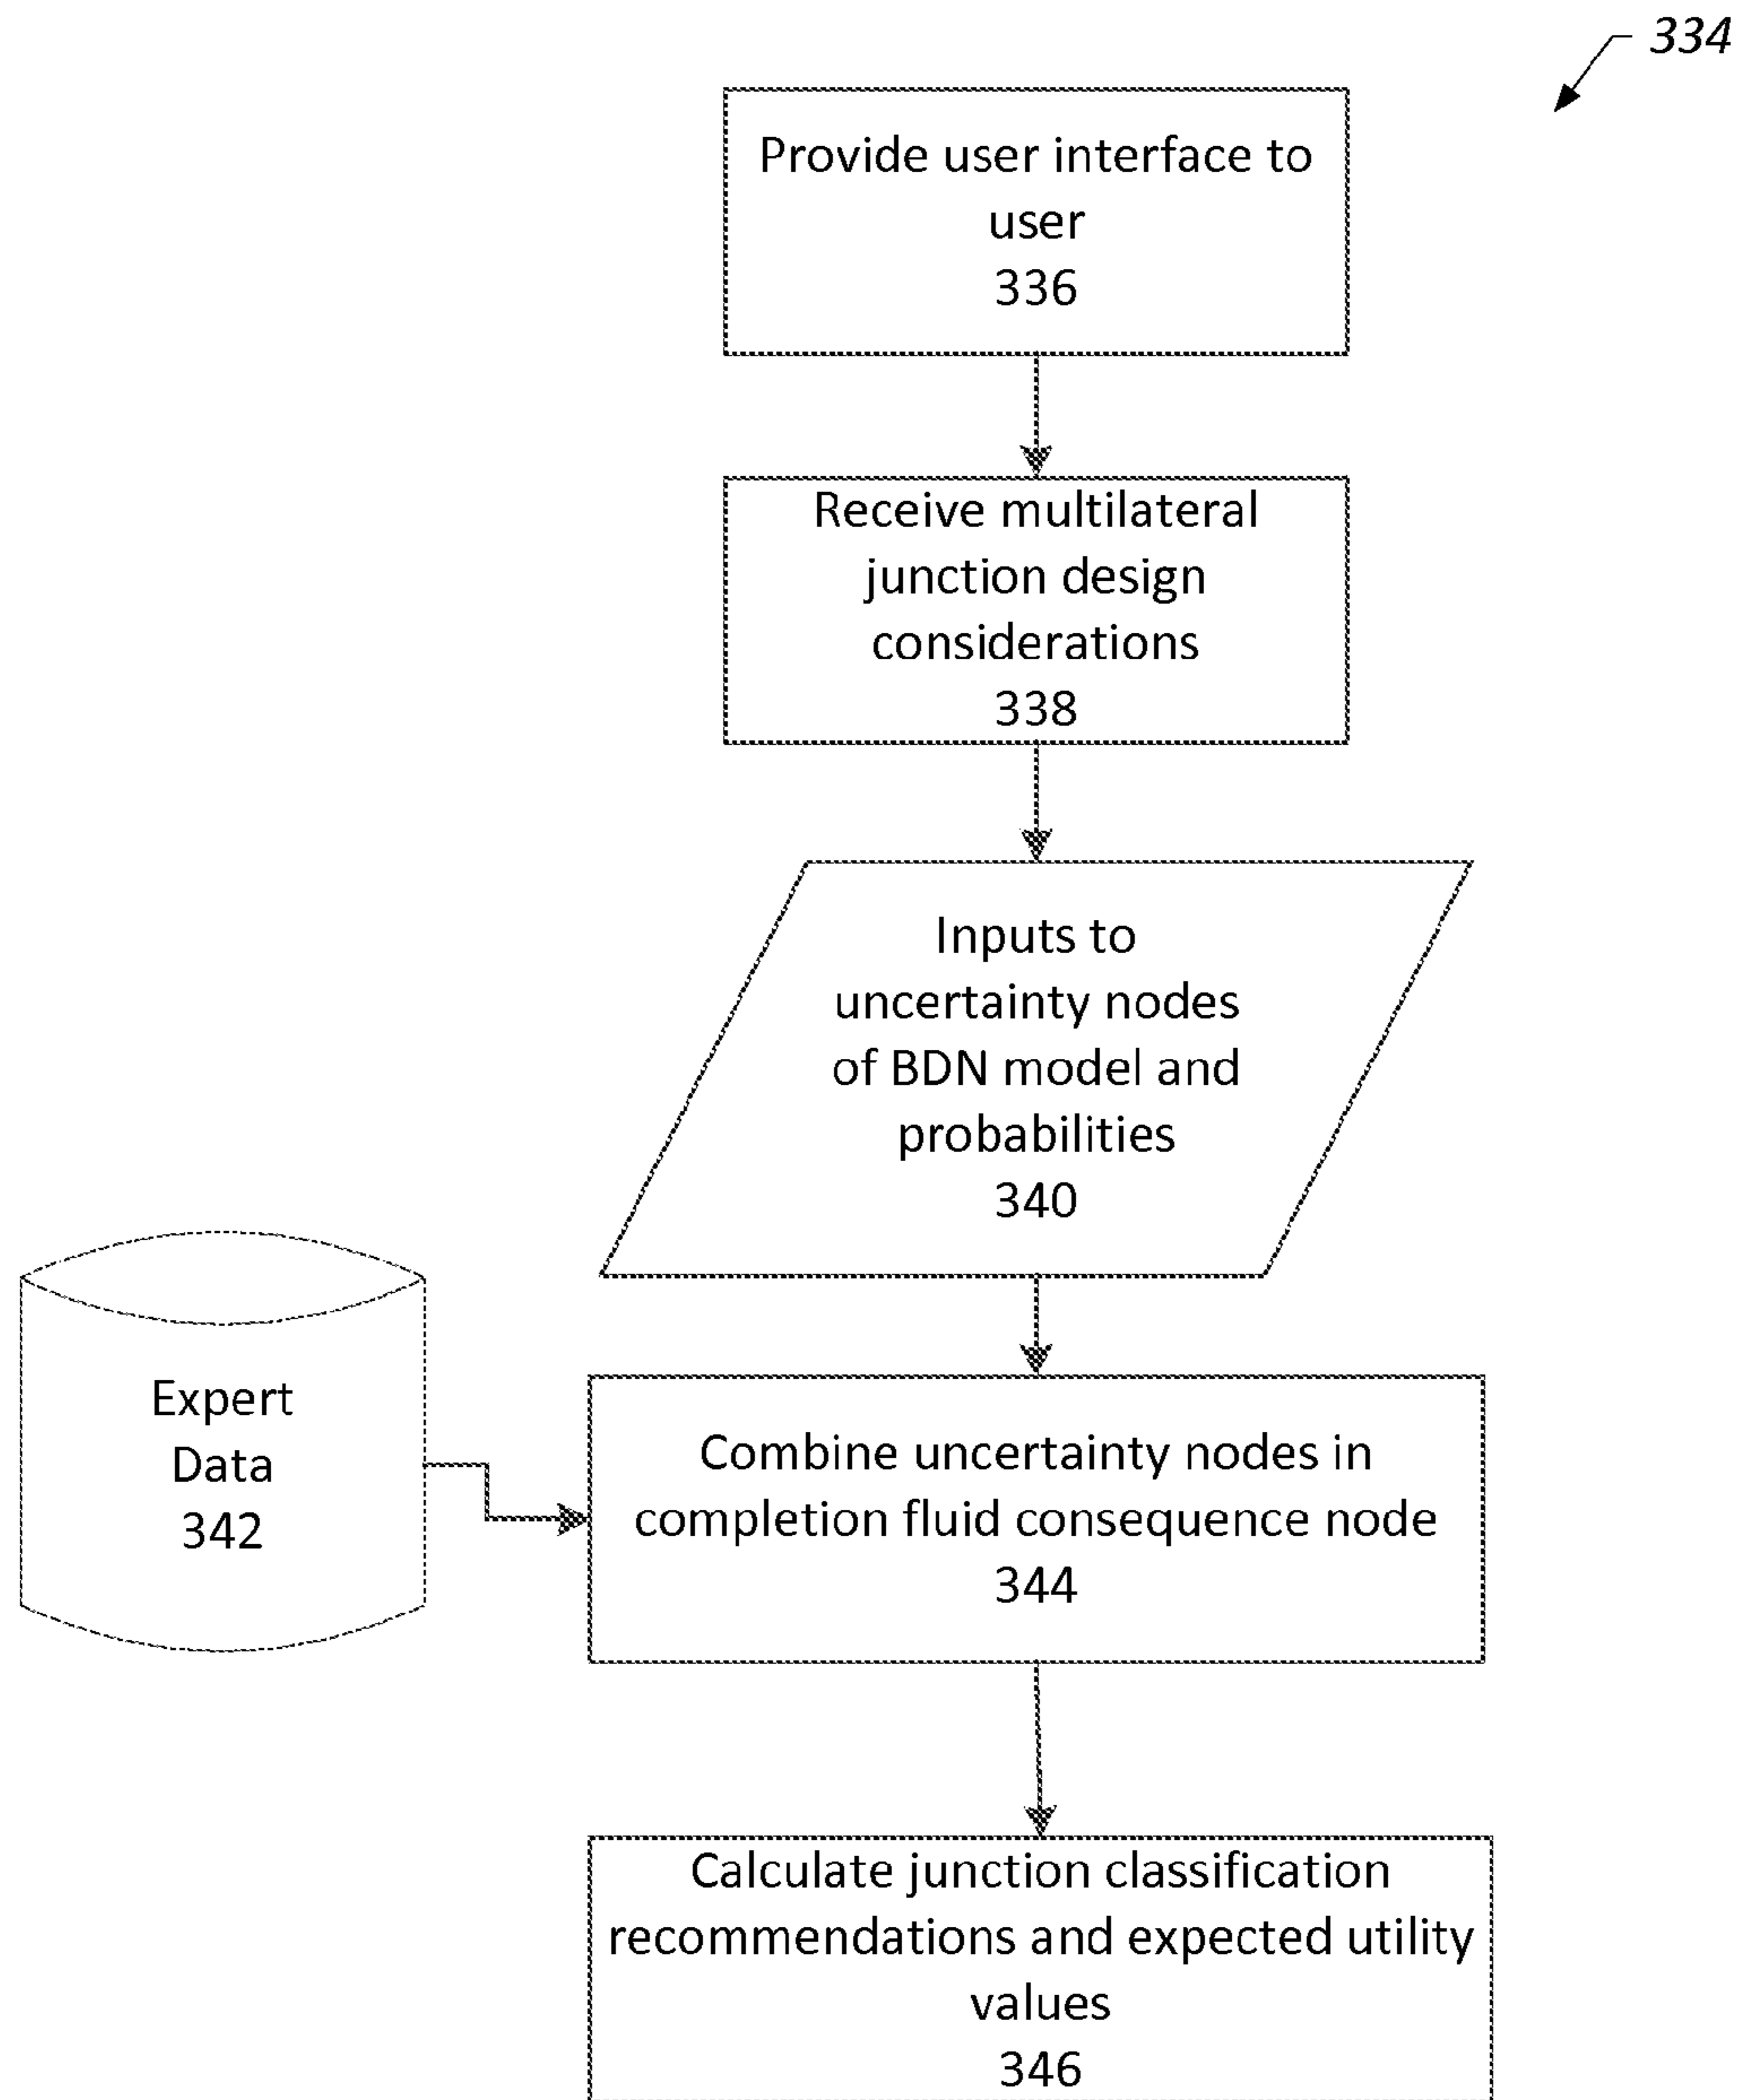 334
Provide user interface to
user
336
Receive multilateral
junction design
considerations
338
Inputs to
uncertainty nodes
of BDN model and
probabilities
340
Expert
Data
342
Combine uncertainty nodes in
completion fluid consequence node
344
Calculate junction classification
recommendations and expected utility
values
346